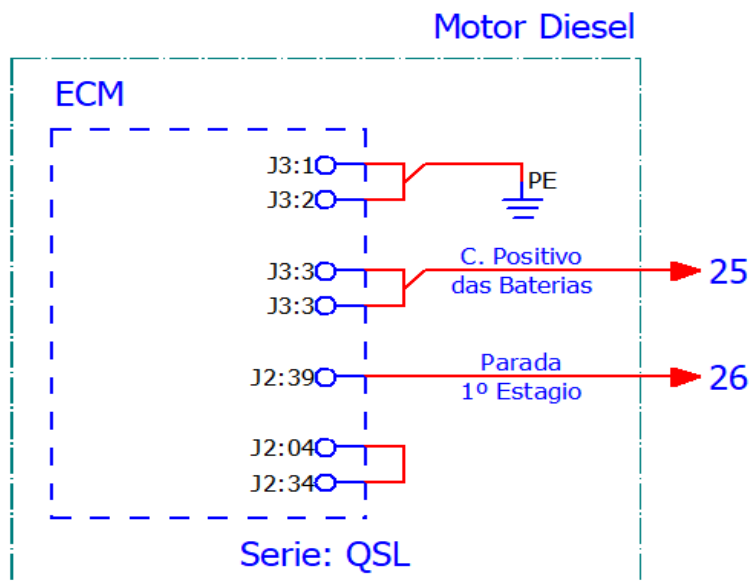 Motor Diesel
ECM
J3:1
J3:2
PE
J3:3
J3:3
C. Positivo
das Baterias
25
J2:39
Parada
1º Estagio
26
J2:04
J2:34
Serie: QSL